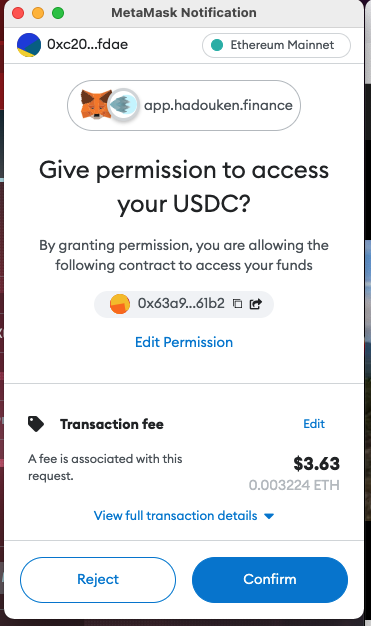 MetaMask Notification
0xc20...fdae
Ethereum Mainnet
app.hadouken.finance
Give permission to access
your USDC?
By granting permission, you are allowing the
following contract to access your funds
0x63a9...61b2
Edit Permission
Transaction fee
Edit
A fee is associated with this
request.
$3.63
0.003224 ETH
View full transaction details
Reject
Confirm